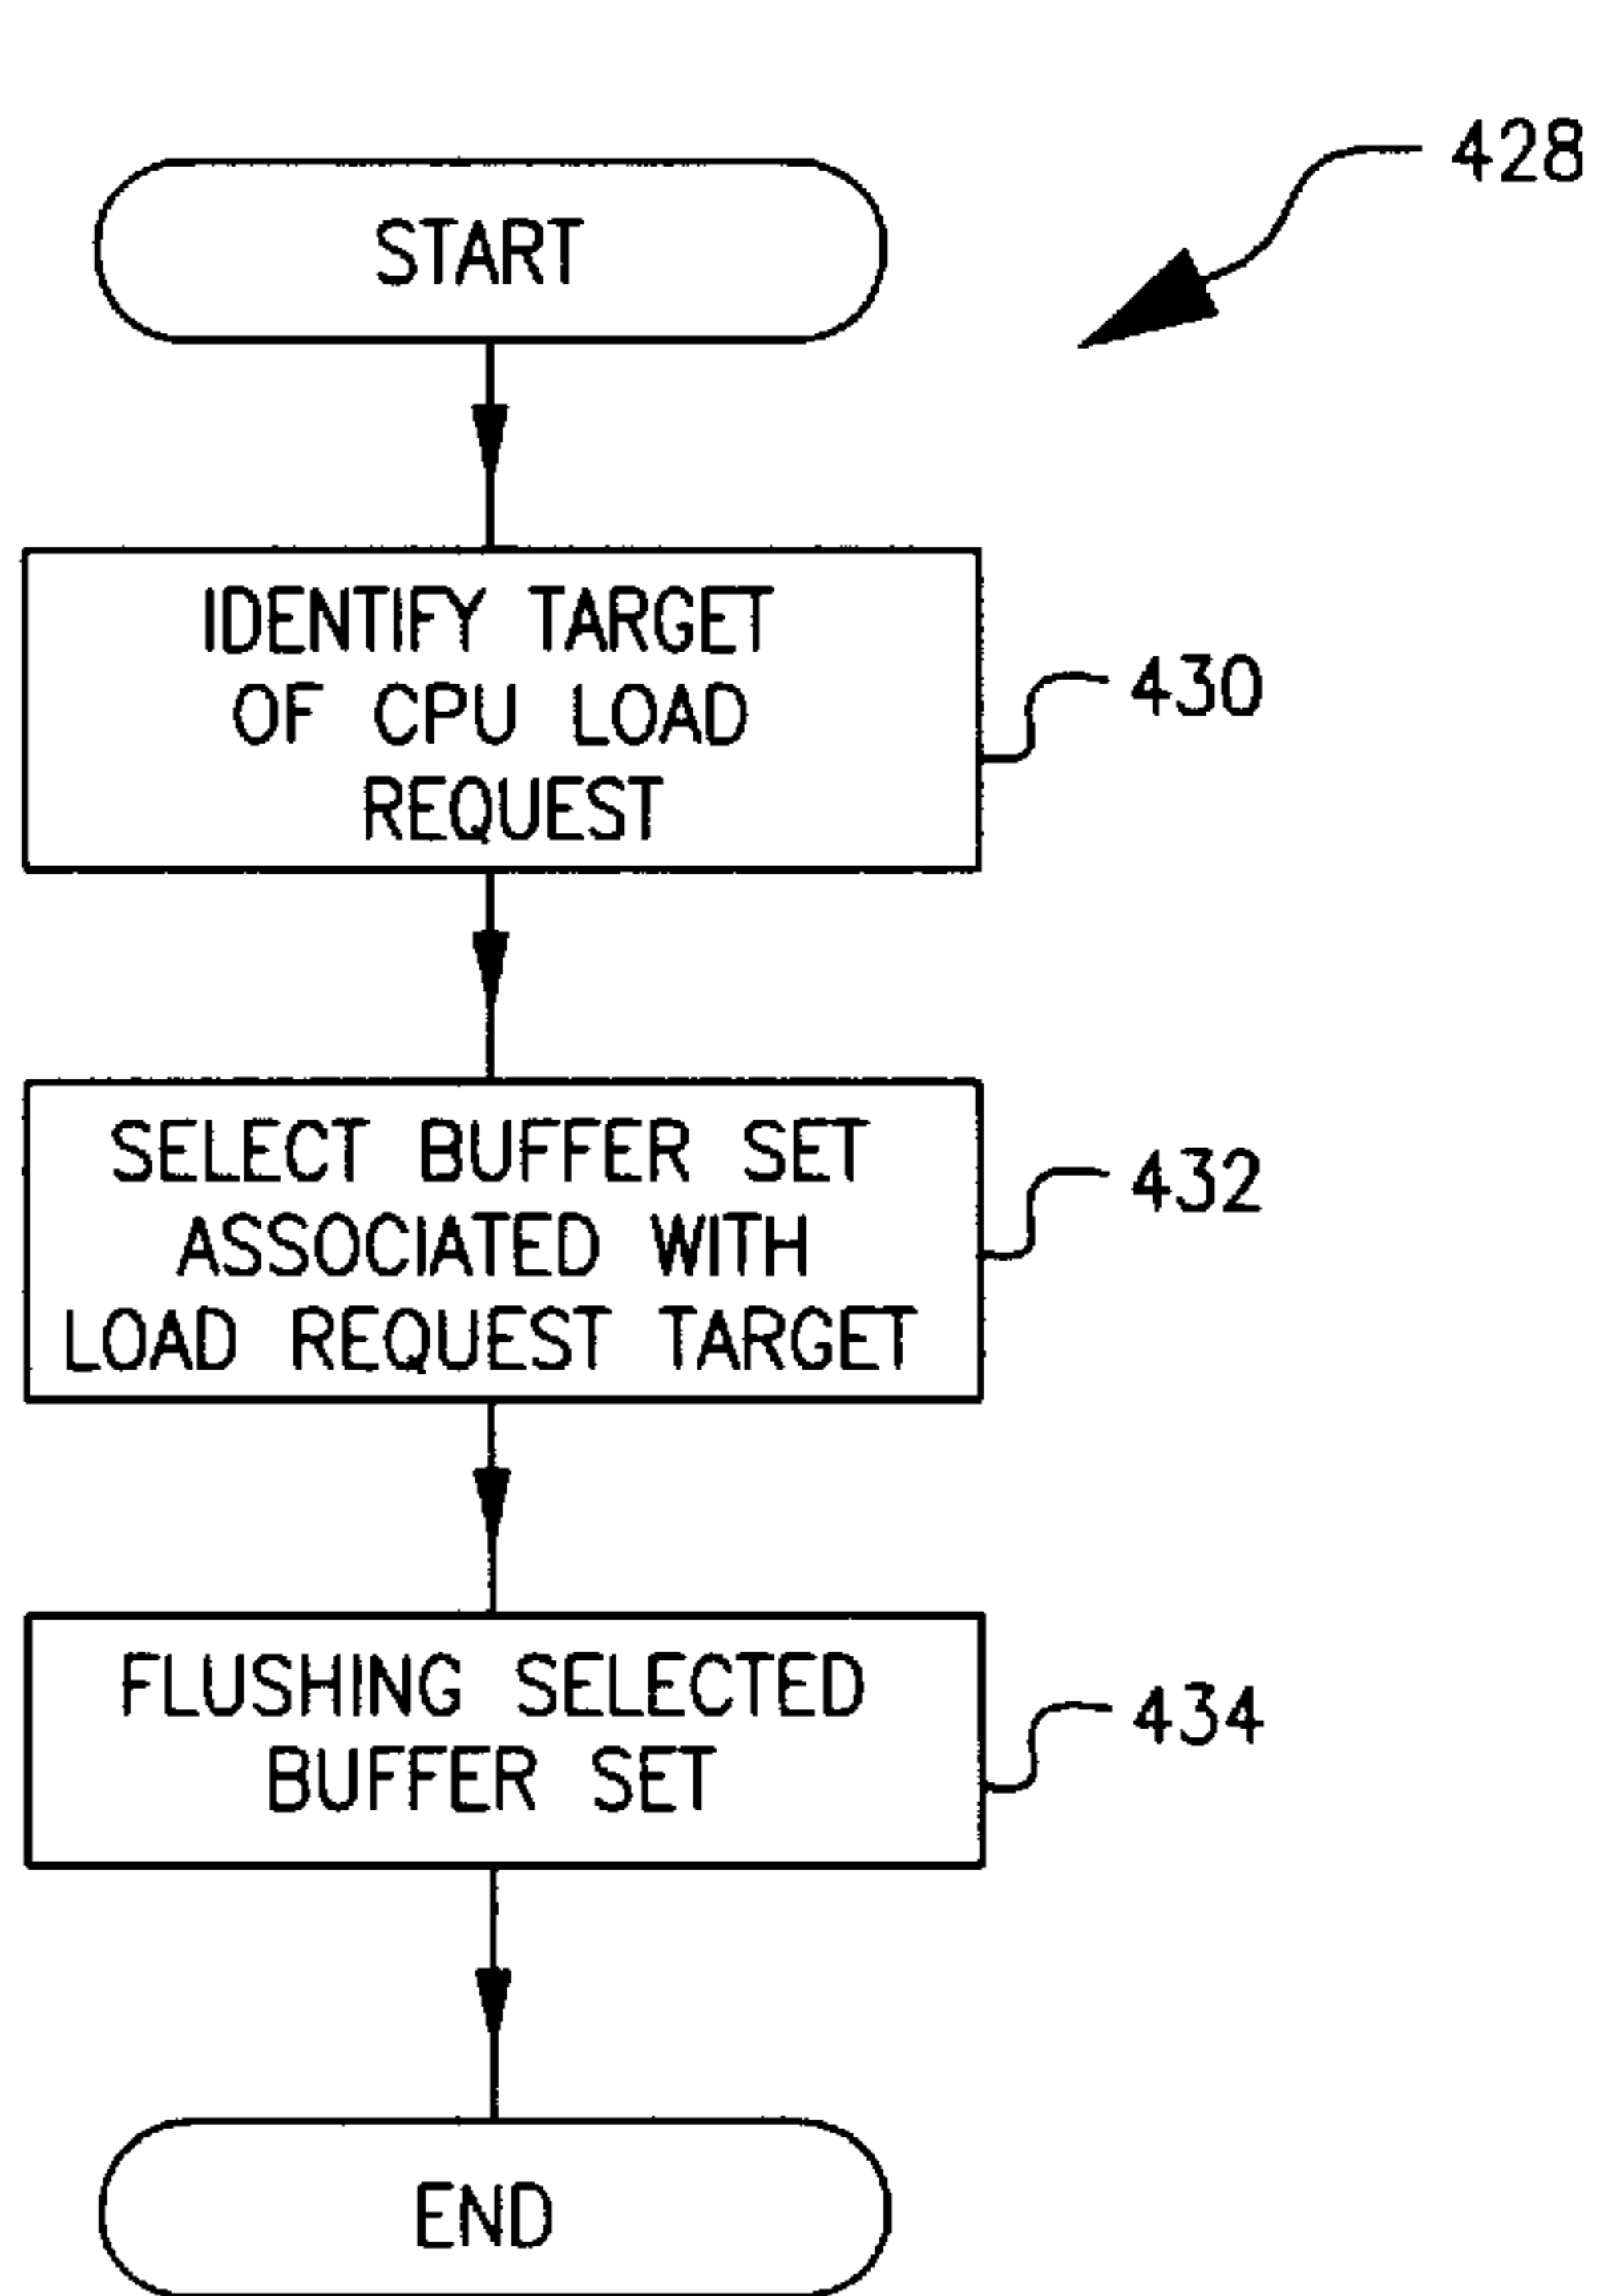 428
START
IDENTIFY TARGET
OF CPU LOAD
REQUEST
430
SELECT BUFFER SET
ASSOCIATED WITH
LOAD REQUEST TARGET
432
FLUSHING SELECTED
BUFFER SET
434
END